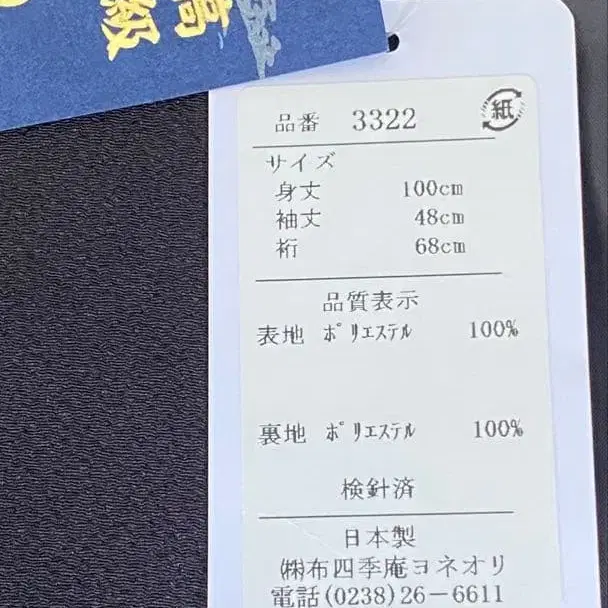 高級
品番 3322
紙
サイズ
身丈 100cm
袖丈 48cm
裄 68cm
品質表示
表地 ﾎﾟﾘｴｽﾃﾙ 100%
裏地 ﾎﾟﾘｴｽﾃﾙ 100%
検針済
日本製
㈱布四季庵ヨネオリ
電話(0238)26-6611